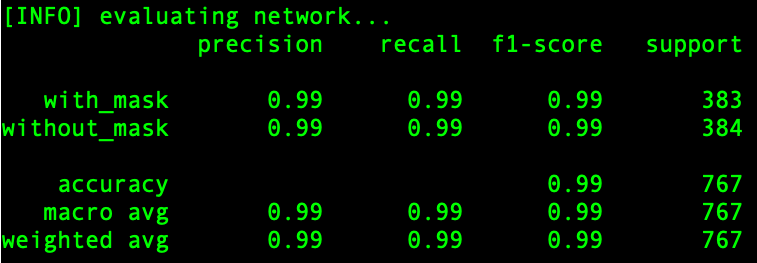 [INFO] evaluating network...
precision recall f1-score support
with_mask 0.99 0.99 0.99 383
without_mask 0.99 0.99 0.99 384
accuracy 0.99 767
macro avg 0.99 0.99 0.99 767
weighted avg 0.99 0.99 0.99 767